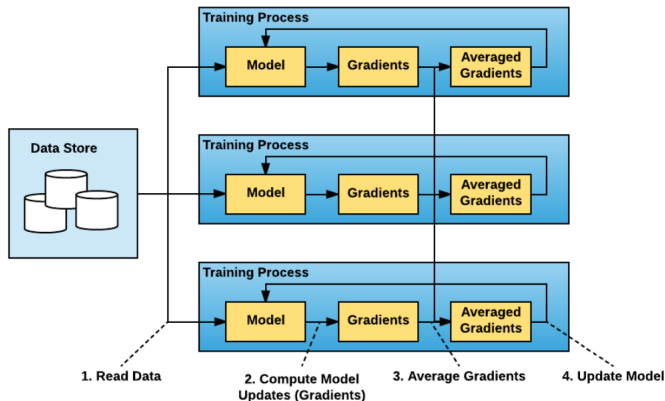 Training Process
Model
Gradients
Averaged
Gradients
Data Store
Training Process
Model
Gradients
Averaged
Gradients
Training Process
Model
Gradients
Averaged
Gradients
1. Read Data
2. Compute Model
Updates (Gradients)
3. Average Gradients
4. Update Model